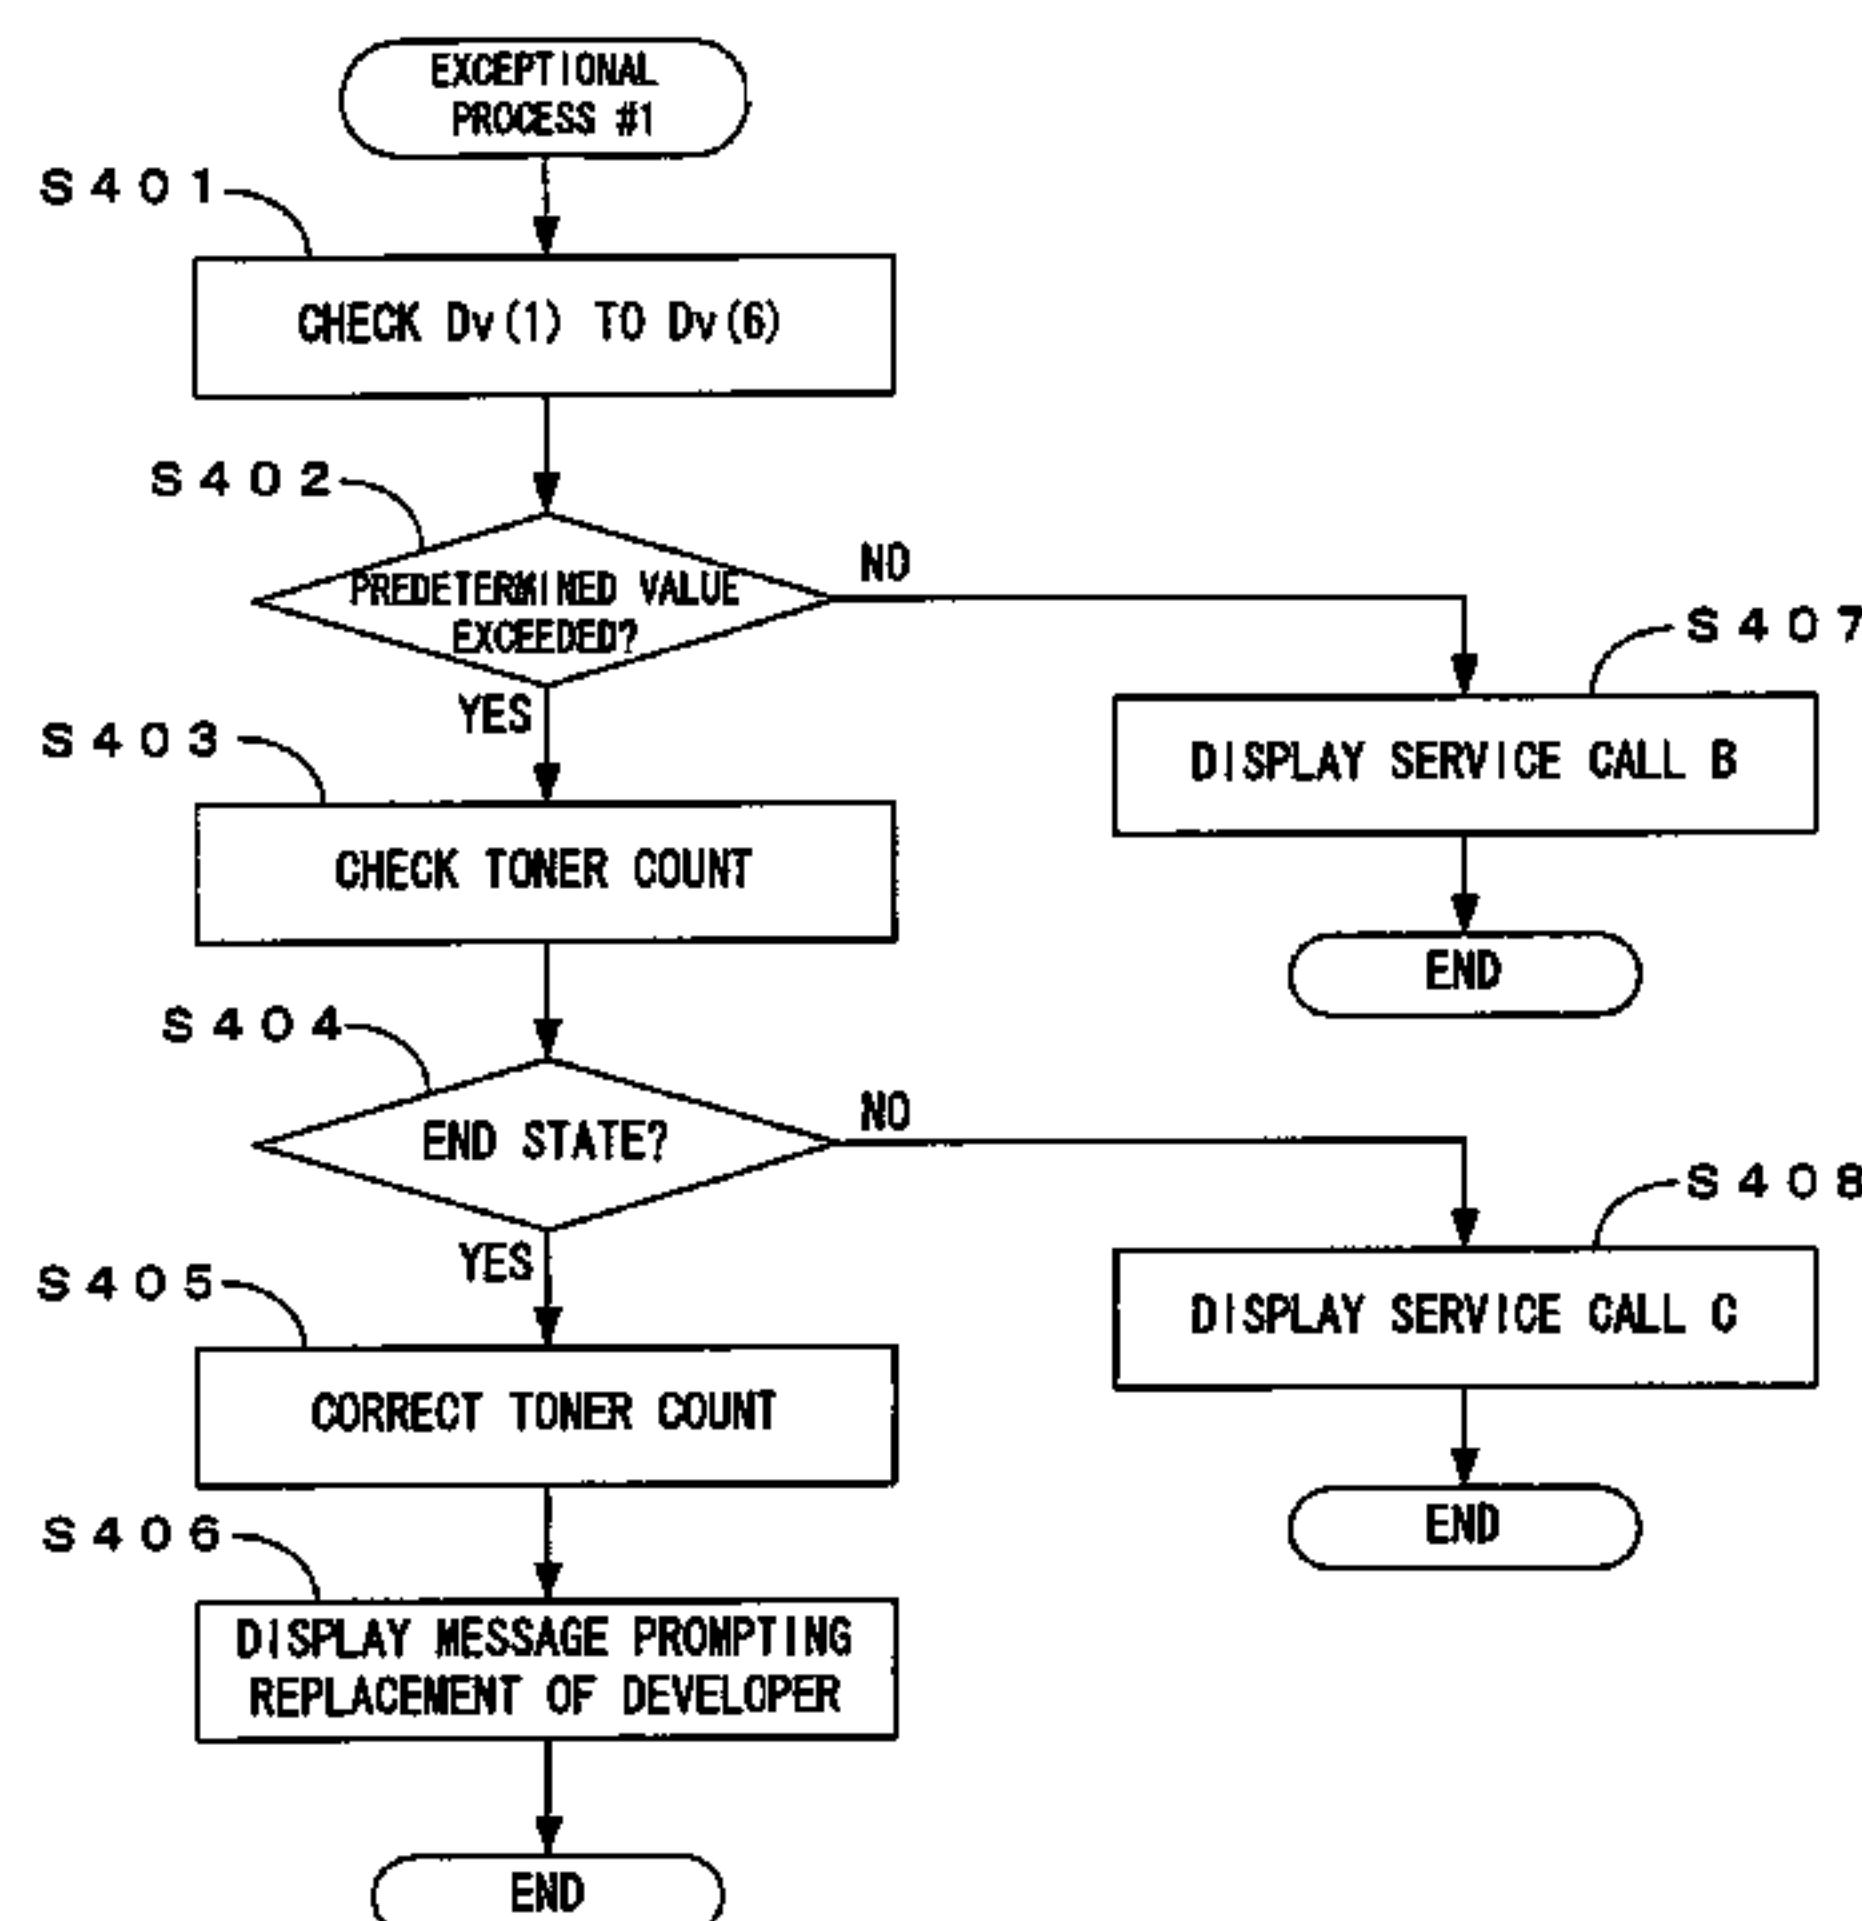 EXCEPTIONAL
PROCESS #1
S401
CHECK Dv(1) TO Dv(6)
S402
PREDETERMINED VALUE
EXCEEDED?
NO
YES
S407
DISPLAY SERVICE CALL B
END
S403
CHECK TONER COUNT
S404
END STATE?
NO
YES
S408
DISPLAY SERVICE CALL C
END
S405
CORRECT TONER COUNT
S406
DISPLAY MESSAGE PROMPTING
REPLACEMENT OF DEVELOPER
END